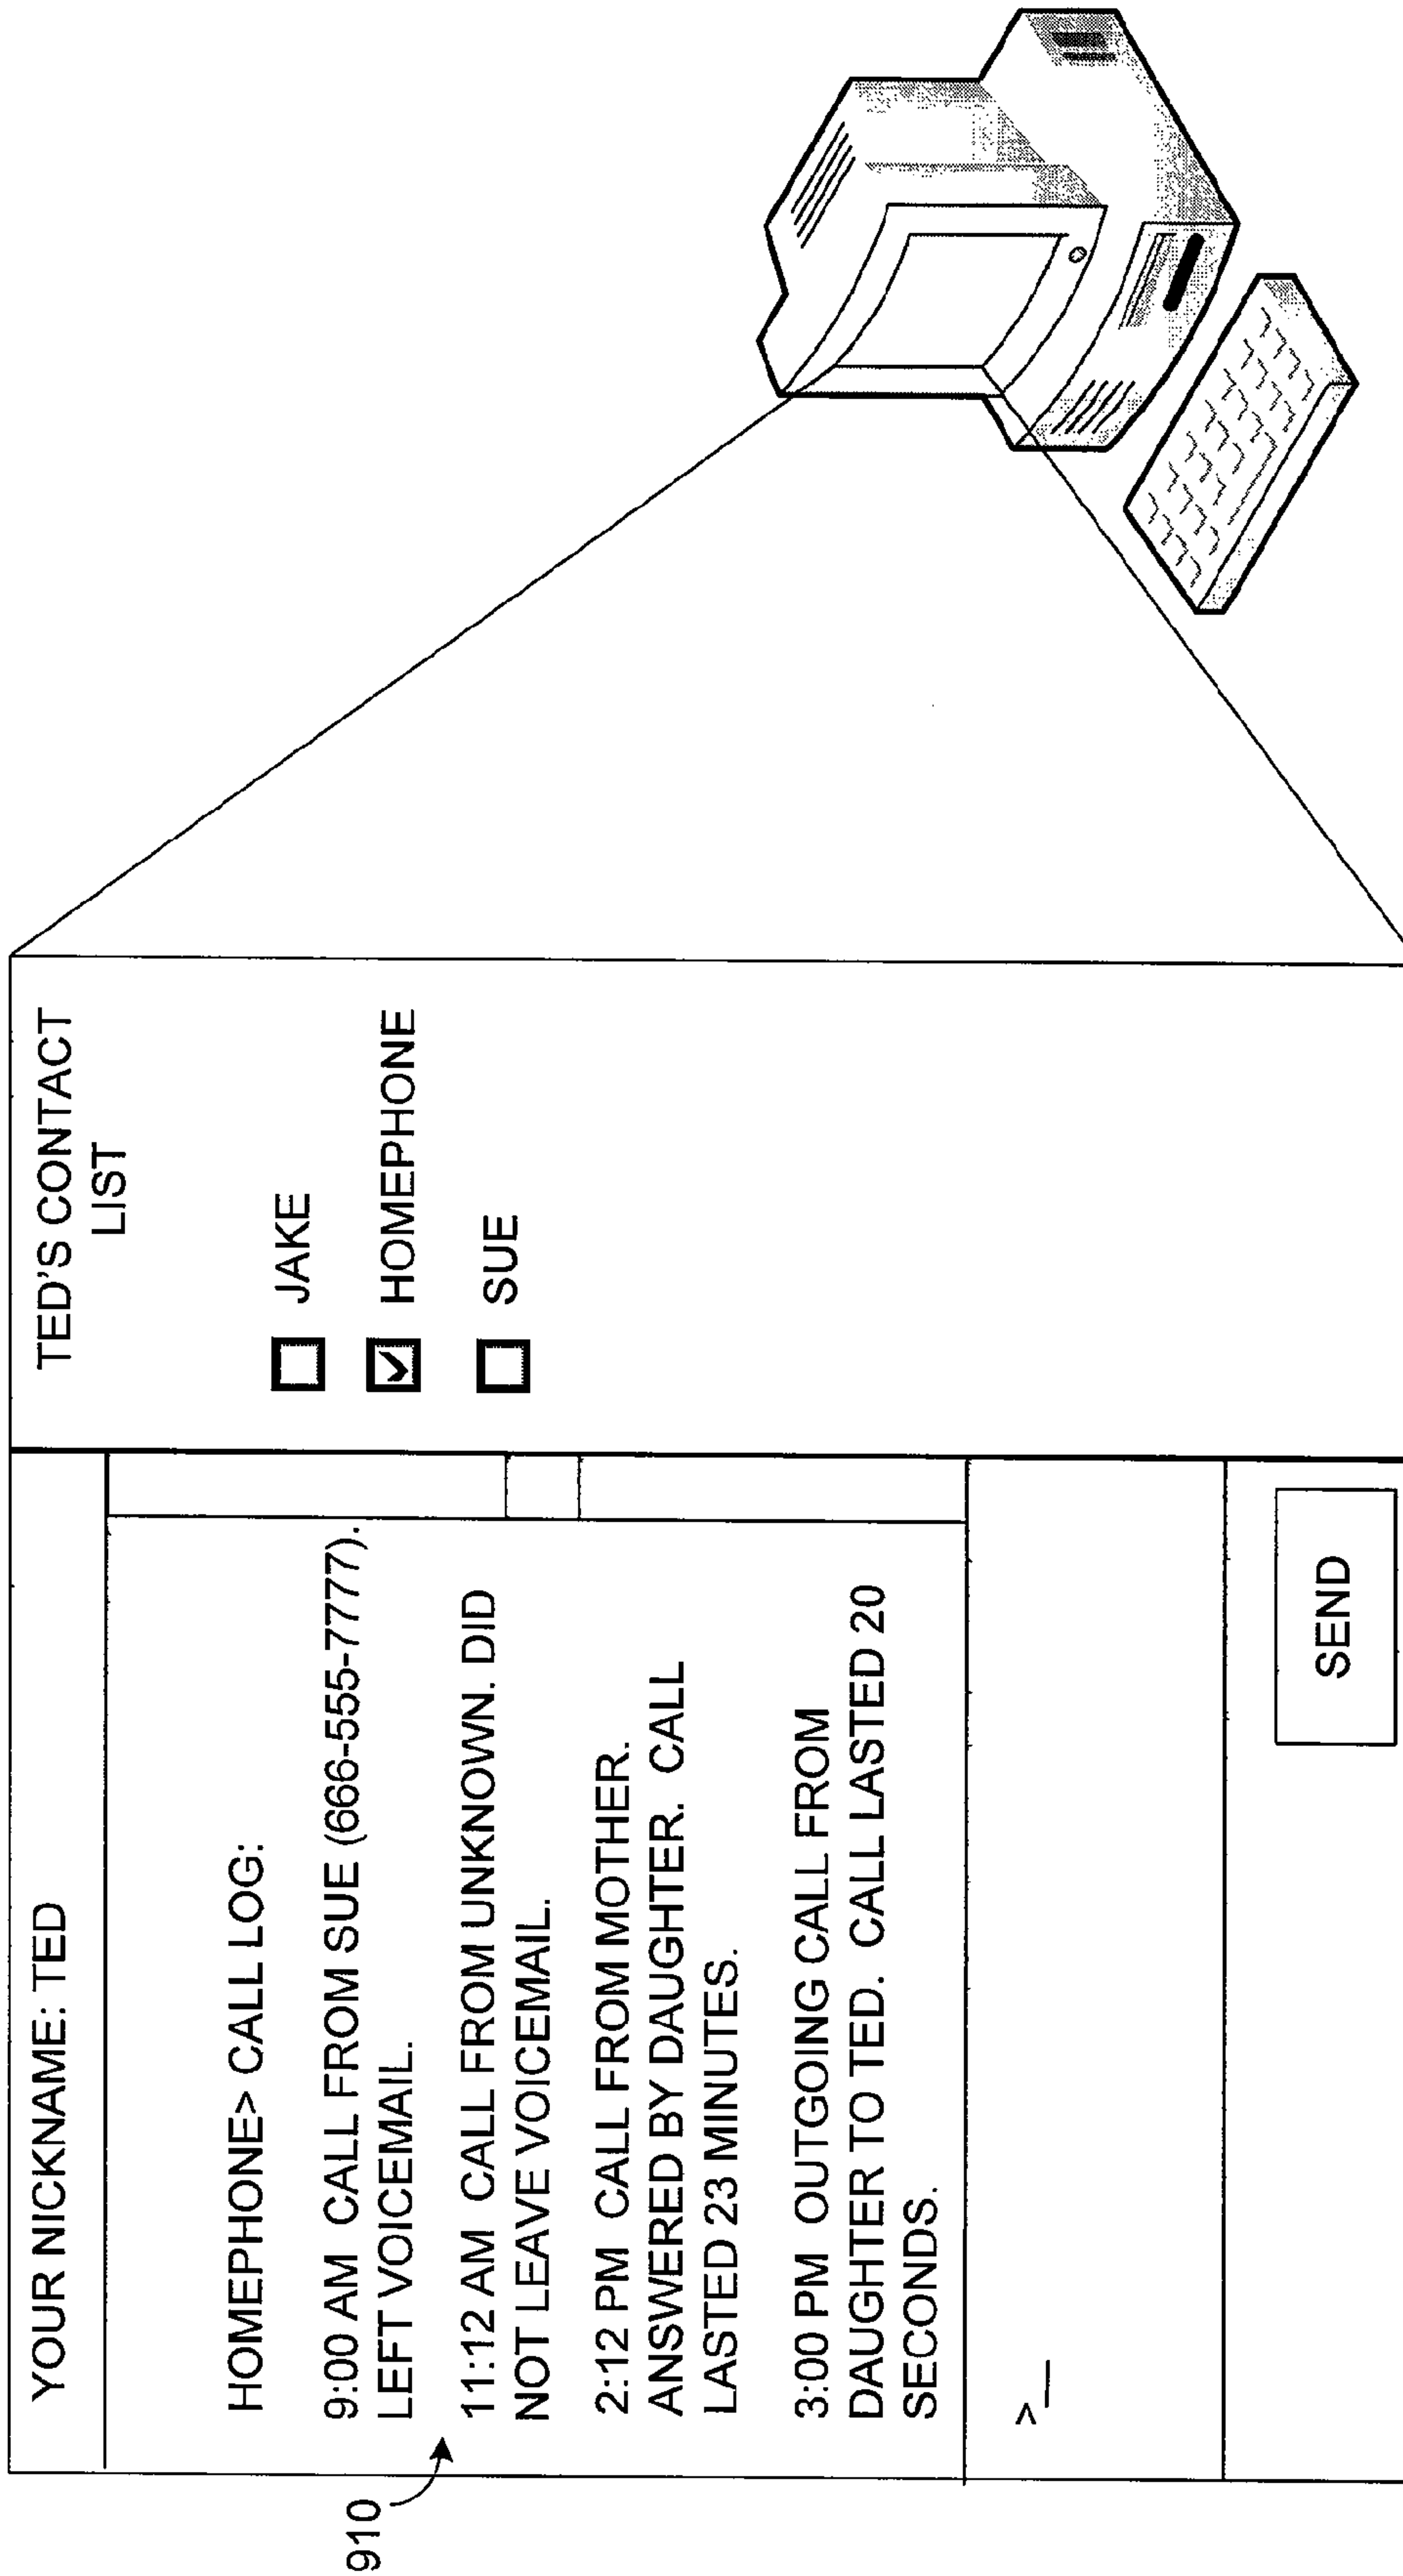 YOUR NICKNAME: TED
HOMEPHONE> CALL LOG:
9:00 AM CALL FROM SUE (666-555-7777).
LEFT VOICEMAIL.
11:12 AM CALL FROM UNKNOWN. DID
NOT LEAVE VOICEMAIL.
2:12 PM CALL FROM MOTHER.
ANSWERED BY DAUGHTER. CALL
LASTED 23 MINUTES.
3:00 PM OUTGOING CALL FROM
DAUGHTER TO TED. CALL LASTED 20
SECONDS.
>_
SEND
TED'S CONTACT
LIST
JAKE
HOMEPHONE
SUE
910